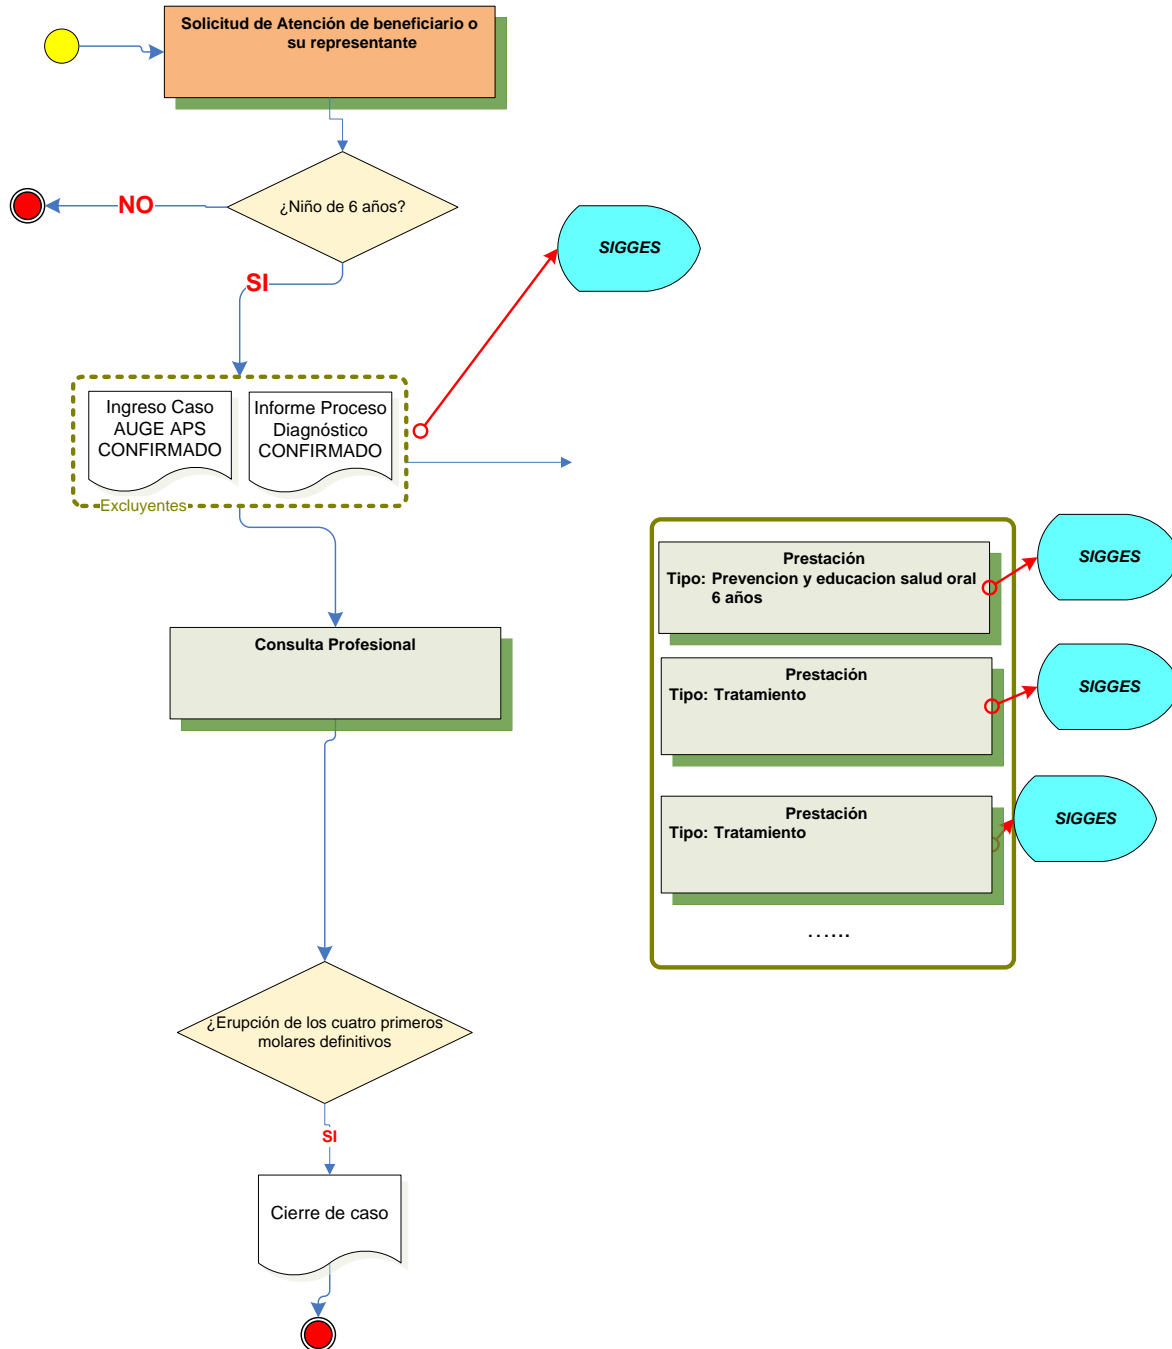 Solicitud de Atención de beneficiario o
su representante
¿Niño de 6 años?
NO
SI
SIGGES
Ingreso Caso
AUGE APS
CONFIRMADO
Informe Proceso
Diagnóstico
CONFIRMADO
Excluyentes
Prestación
Tipo: Prevencion y educacion salud oral
6 años
SIGGES
Consulta Profesional
Prestación
Tipo: Tratamiento
SIGGES
Prestación
Tipo: Tratamiento
SIGGES
......
¿Erupción de los cuatro primeros
molares definitivos
SI
Cierre de caso